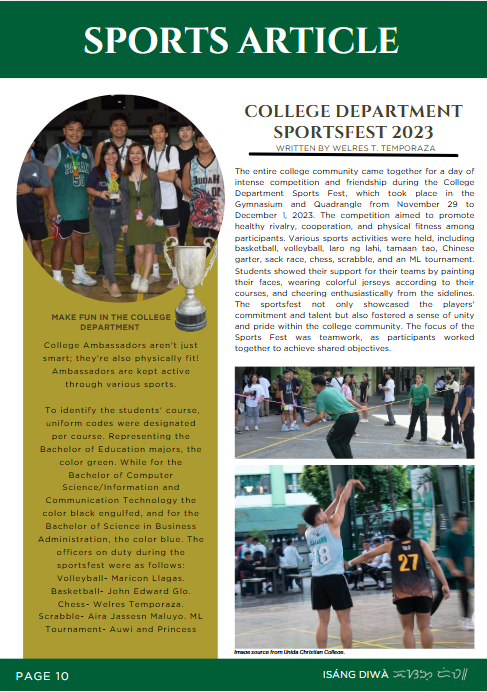 SPORTS ARTICLE
COLLEGE DEPARTMENT
SPORTSFEST 2023
WRITTEN BY WELRES T. TEMPORAZA
The entire college community came together for a day of
intense competition and friendship during the College
Department Sports Fest, which took place in the
Gymnasium and Quadrangle from November 29 to
December 1, 2023. The competition aimed to promote
healthy rivalry, cooperation, and physical fitness among
participants. Various sports activities were held, including
basketball, volleyball, laro ng lahi, tamaan tao, Chinese
garter, sack race, chess, scrabble, and an ML tournament.
Students showed their support for their teams by painting
their faces, wearing colorful jerseys according to their
courses, and cheering enthusiastically from the sidelines.
The sportsfest not only showcased the players'
commitment and talent but also fostered a sense of unity
and pride within the college community. The focus of the
Sports Fest was teamwork, as participants worked
together to achieve shared objectives.
MAKE FUN IN THE COLLEGE
DEPARTMENT
College Ambassadors aren't just
smart; they're also physically fit!
Ambassadors are kept active
through various sports.
To identify the students' course,
uniform codes were designated
per course. Representing the
Bachelor of Education majors, the
color green. While for the
Bachelor of Computer
Science/Information and
Communication Technology the
color black engulfed, and for the
Bachelor of Science in Business
Administration, the color blue. The
officers on duty during the
sportsfest were as follows:
Volleyball- Maricon Llagas.
Basketball- John Edward Glo.
Chess- Welres Temporaza.
Scrabble- Aira Jassesn Maluyo. ML
Tournament- Auwi and Princess
27
Image source from Unida Christian College.
PAGE 10
ISÁNG DIWÀ